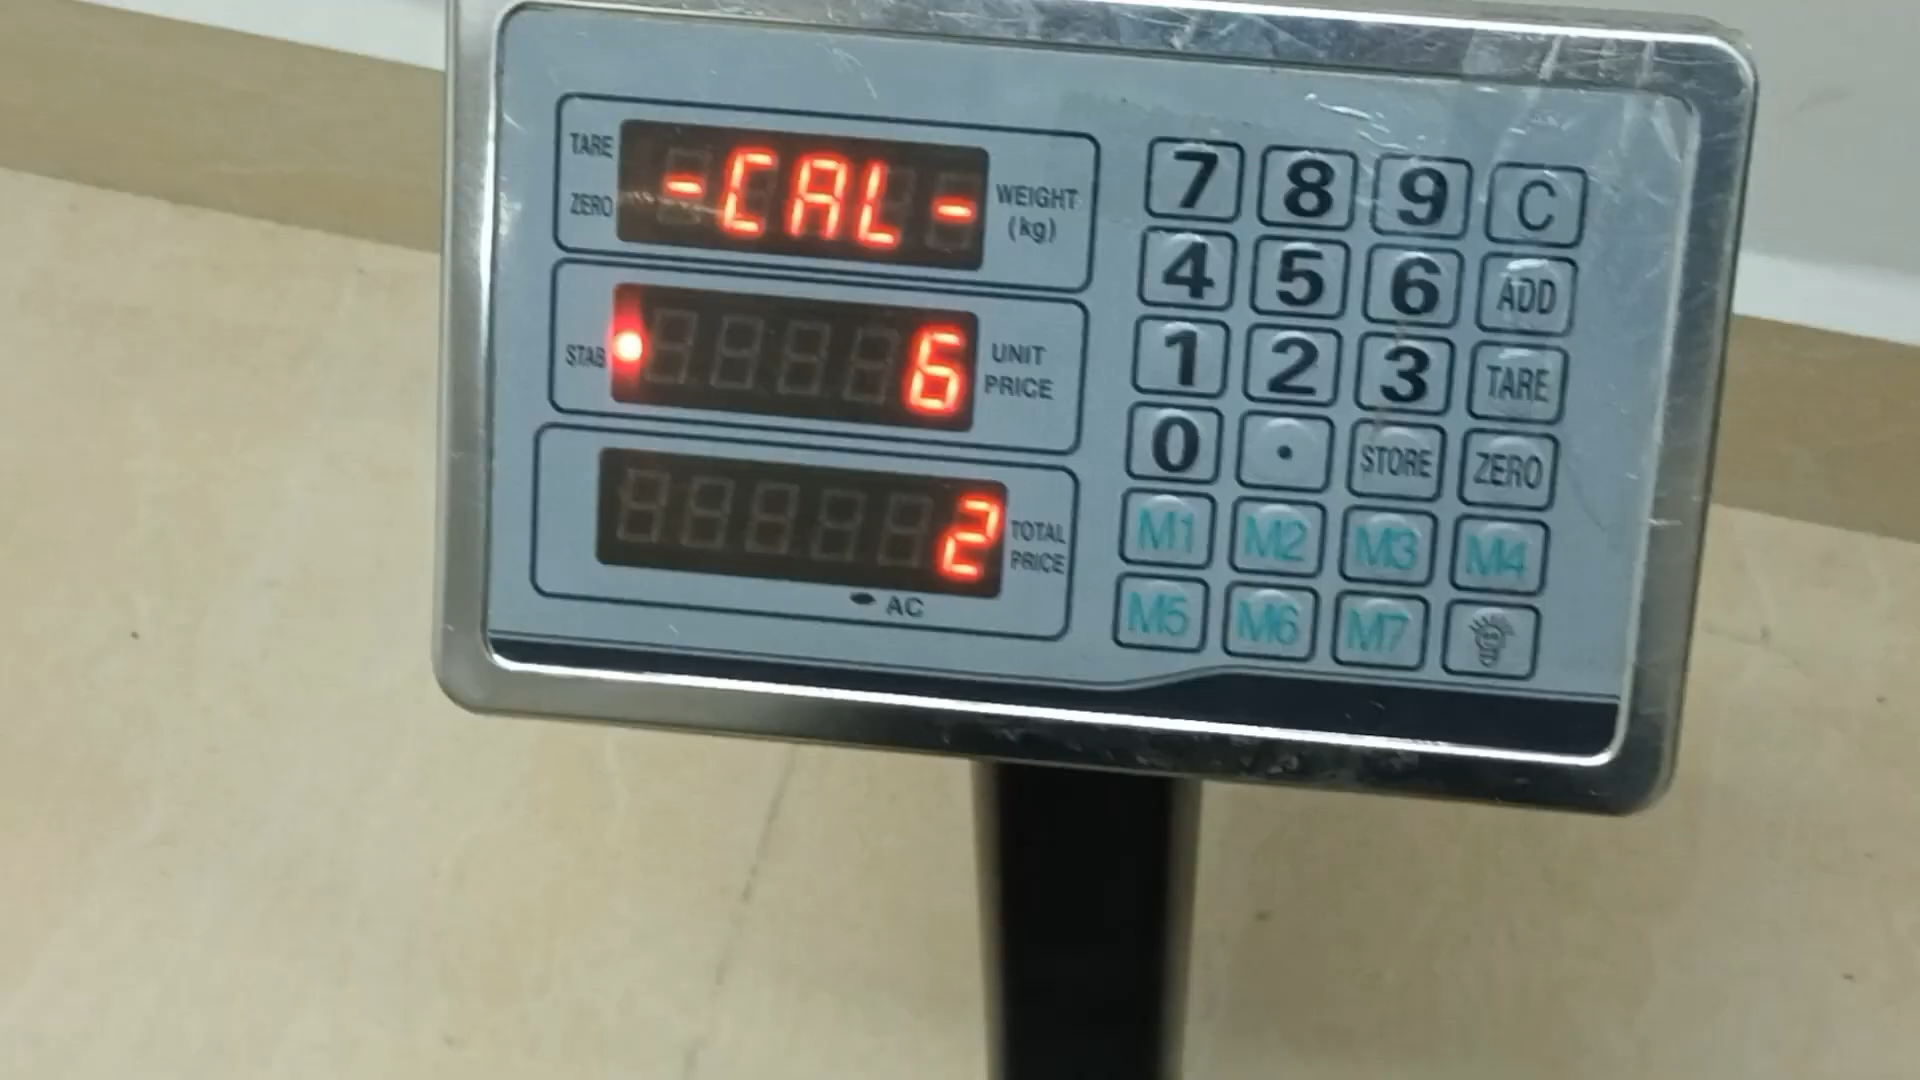 TARE
ZERO
-CAL-
WEIGHT
(kg)
STAB
6
UNIT
PRICE
2
TOTAL
PRICE
AC
7 8 9 C
4 5 6 ADD
1 2 3 TARE
0 . STORE ZERO
M1 M2 M3 M4
M5 M6 M7